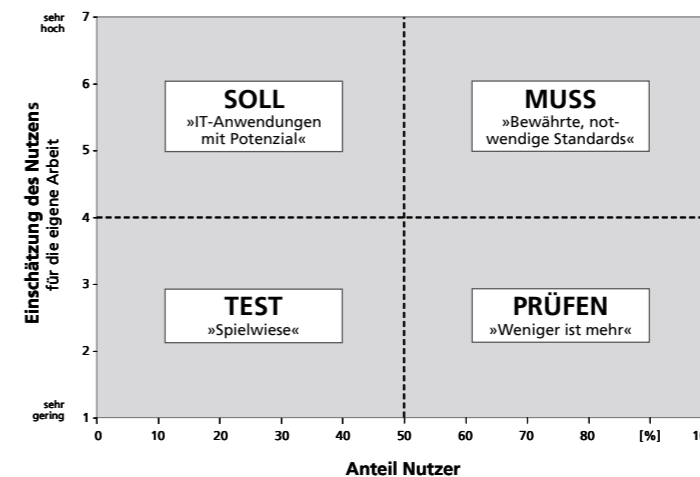 sehr
hoch
7
6
5
4
3
2
sehr
gering
1
Einschätzung des Nutzens
für die eigene Arbeit
SOLL
»IT-Anwendungen
mit Potenzial«
MUSS
»Bewährte, not-
wendige Standards«
TEST
»Spielwiese«
PRÜFEN
»Weniger ist mehr«
0 10 20 30 40 50 60 70 80 [%]
Anteil Nutzer